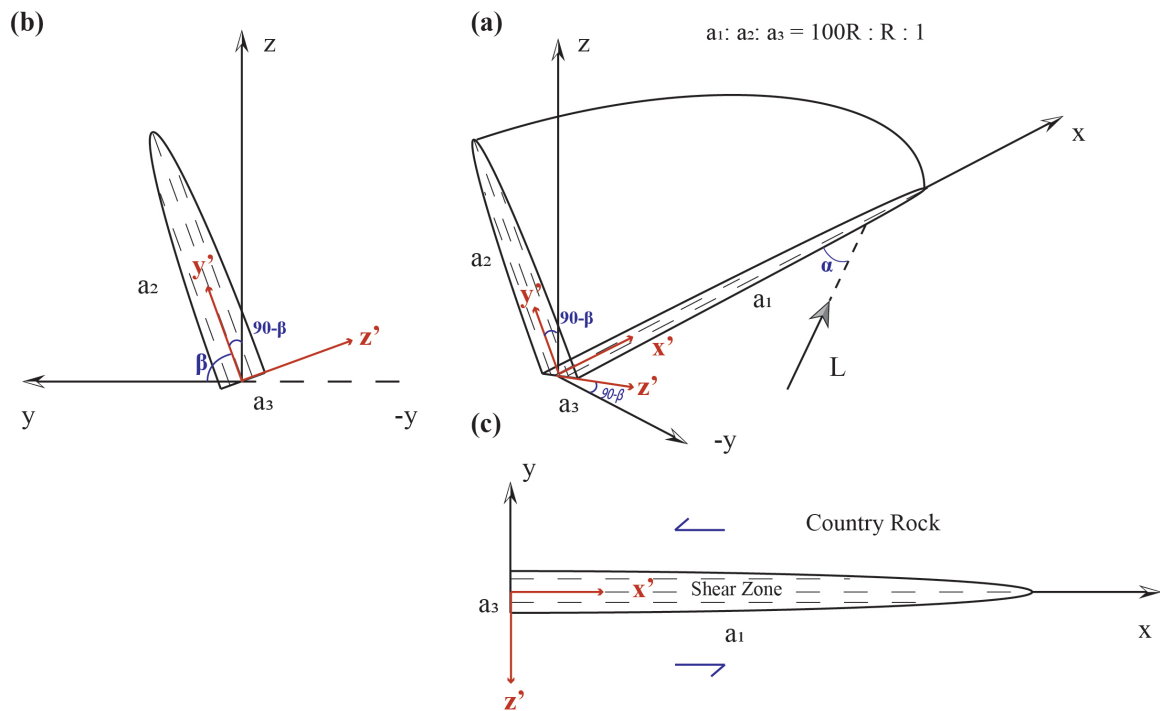 (b)
z
a₂
y'
90-β
β
z'
y
a₃
-y
(a)
a₁: a₂: a₃ = 100R : R : 1
z
x
a₂
α
y'
90-β
a₁
x'
z'
90-β
a₃
L
-y
(c)
y
Country Rock
x'
Shear Zone
a₃
a₁
x
z'